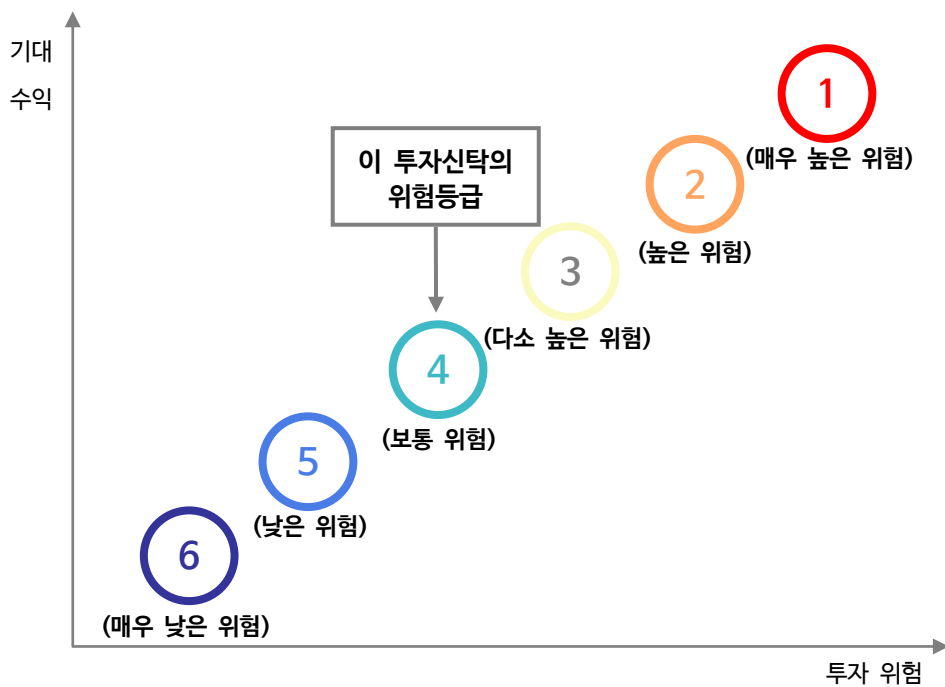 기대
수익
1
(매우 높은 위험)
이 투자신탁의
위험등급
2
(높은 위험)
3
(다소 높은 위험)
4
(보통 위험)
5
(낮은 위험)
6
(매우 낮은 위험)
투자 위험